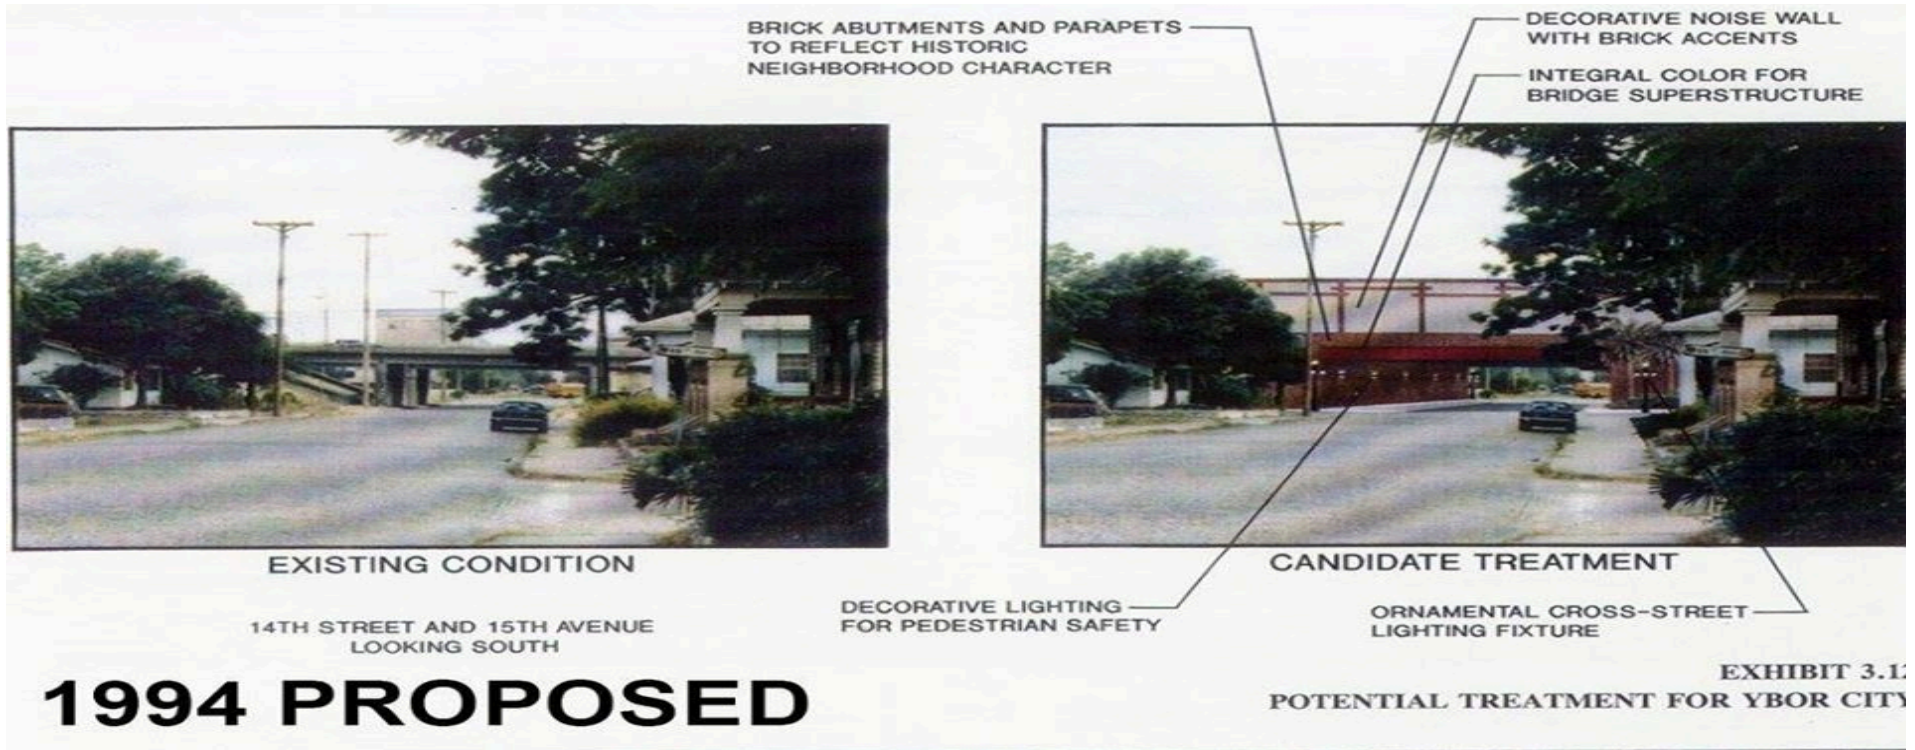 BRICK ABUTMENTS AND PARAPETS
TO REFLECT HISTORIC
NEIGHBORHOOD CHARACTER
DECORATIVE NOISE WALL
WITH BRICK ACCENTS
INTEGRAL COLOR FOR
BRIDGE SUPERSTRUCTURE
EXISTING CONDITION
14TH STREET AND 15TH AVENUE
LOOKING SOUTH
CANDIDATE TREATMENT
DECORATIVE LIGHTING
FOR PEDESTRIAN SAFETY
ORNAMENTAL CROSS-STREET
LIGHTING FIXTURE
1994 PROPOSED
EXHIBIT 3.12
POTENTIAL TREATMENT FOR YBOR CITY